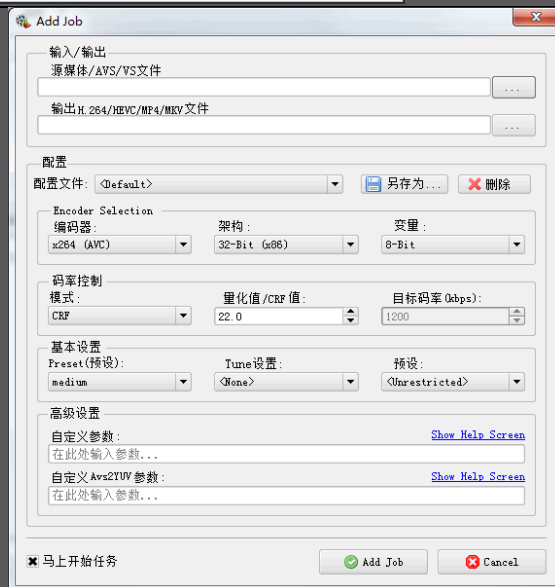 Add Job
输入/输出
源媒体/AVS/VS文件
...
输出H.264/HEVC/MP4/MKV文件
...
配置
配置文件: <Default> 另存为... 删除
Encoder Selection
编码器: 架构: 变量:
x264 (AVC) 32-Bit (x86) 8-Bit
码率控制
模式: 量化值/CRF值: 目标码率(kbps):
CRF 22.0 1200
基本设置
Preset(预设): Tune设置: 预设:
medium <None> <Unrestricted>
高级设置
自定义参数: Show Help Screen
在此处输入参数...
自定义Avs2YUV参数: Show Help Screen
在此处输入参数...
马上开始任务 Add Job Cancel